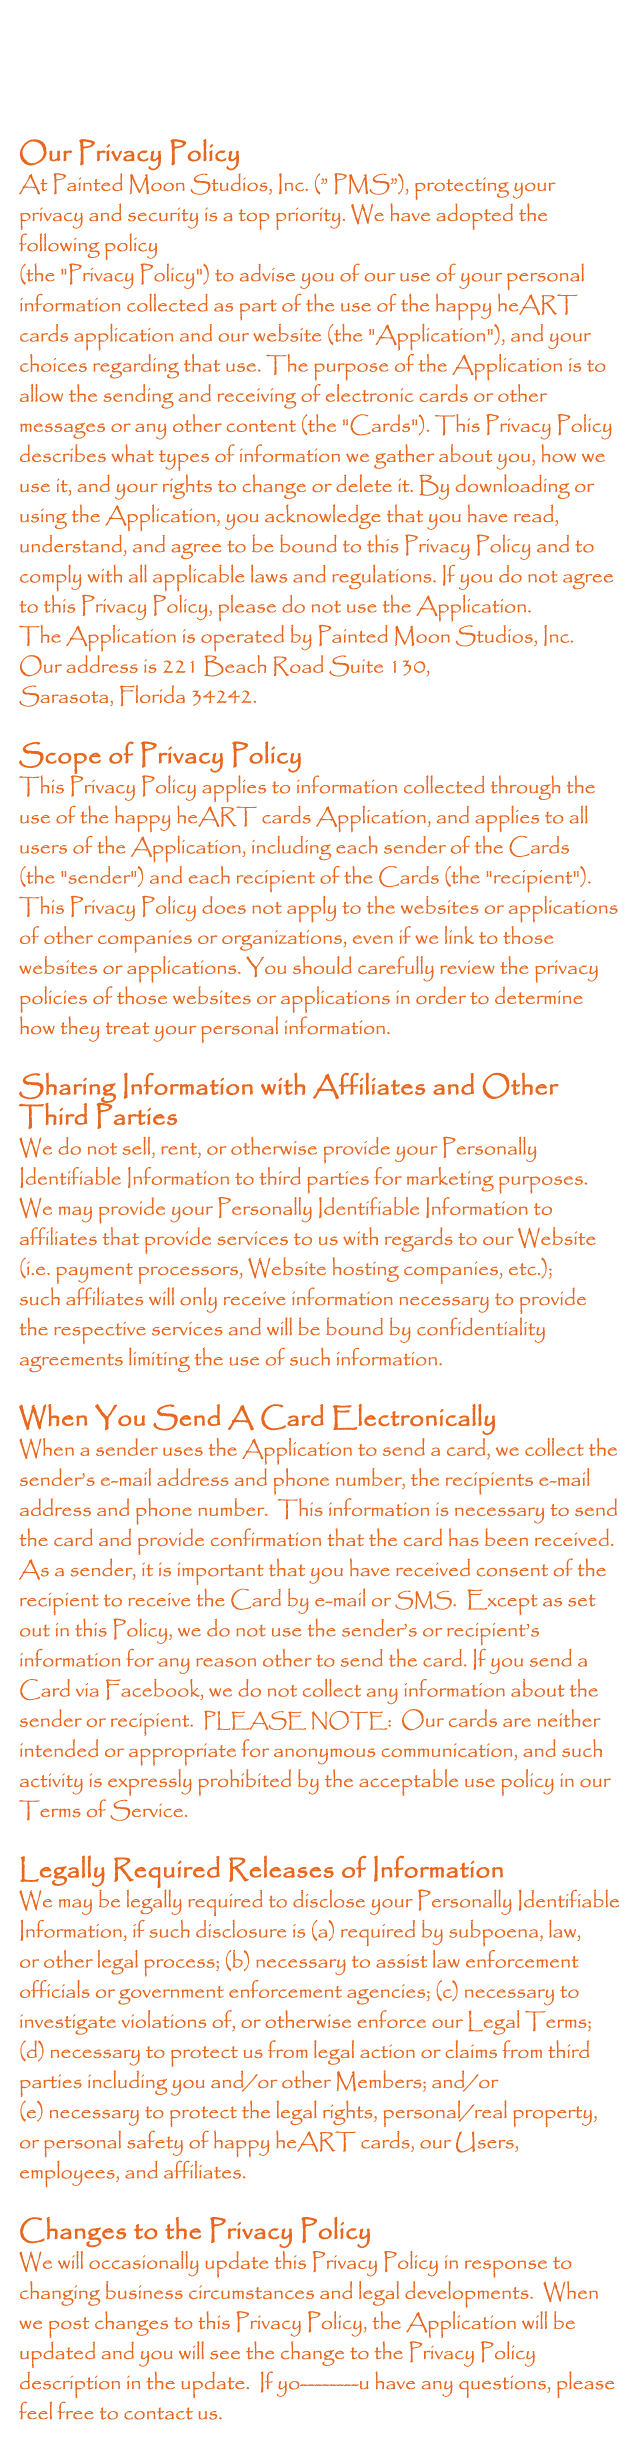 Our Privacy Policy
At Painted Moon Studios, Inc. (” PMS”), protecting your
privacy and security is a top priority. We have adopted the
following policy
(the "Privacy Policy") to advise you of our use of your personal
information collected as part of the use of the happy heART
cards application and our website (the "Application"), and your
choices regarding that use. The purpose of the Application is to
allow the sending and receiving of electronic cards or other
messages or any other content (the "Cards"). This Privacy Policy
describes what types of information we gather about you, how we
use it, and your rights to change or delete it. By downloading or
using the Application, you acknowledge that you have read,
understand, and agree to be bound to this Privacy Policy and to
comply with all applicable laws and regulations. If you do not agree
to this Privacy Policy, please do not use the Application.
The Application is operated by Painted Moon Studios, Inc.
Our address is 221 Beach Road Suite 130,
Sarasota, Florida 34242.
Scope of Privacy Policy
This Privacy Policy applies to information collected through the
use of the happy heART cards Application, and applies to all
users of the Application, including each sender of the Cards
(the "sender") and each recipient of the Cards (the "recipient").
This Privacy Policy does not apply to the websites or applications
of other companies or organizations, even if we link to those
websites or applications. You should carefully review the privacy
policies of those websites or applications in order to determine
how they treat your personal information.
Sharing Information with Affiliates and Other
Third Parties
We do not sell, rent, or otherwise provide your Personally
Identifiable Information to third parties for marketing purposes.
We may provide your Personally Identifiable Information to
affiliates that provide services to us with regards to our Website
(i.e. payment processors, Website hosting companies, etc.);
such affiliates will only receive information necessary to provide
the respective services and will be bound by confidentiality
agreements limiting the use of such information.
When You Send A Card Electronically
When a sender uses the Application to send a card, we collect the
sender’s e-mail address and phone number, the recipients e-mail
address and phone number.  This information is necessary to send
the card and provide confirmation that the card has been received.
As a sender, it is important that you have received consent of the
recipient to receive the Card by e-mail or SMS.  Except as set
out in this Policy, we do not use the sender’s or recipient’s
information for any reason other to send the card. If you send a
Card via Facebook, we do not collect any information about the
sender or recipient.  PLEASE NOTE:  Our cards are neither
intended or appropriate for anonymous communication, and such
activity is expressly prohibited by the acceptable use policy in our
Terms of Service.
Legally Required Releases of Information
We may be legally required to disclose your Personally Identifiable
Information, if such disclosure is (a) required by subpoena, law,
or other legal process; (b) necessary to assist law enforcement
officials or government enforcement agencies; (c) necessary to
investigate violations of, or otherwise enforce our Legal Terms;
(d) necessary to protect us from legal action or claims from third
parties including you and/or other Members; and/or
(e) necessary to protect the legal rights, personal/real property,
or personal safety of happy heART cards, our Users,
employees, and affiliates.
Changes to the Privacy Policy
We will occasionally update this Privacy Policy in response to
changing business circumstances and legal developments.  When
we post changes to this Privacy Policy, the Application will be
updated and you will see the change to the Privacy Policy
description in the update.  If yo--------u have any questions, please
feel free to contact us.